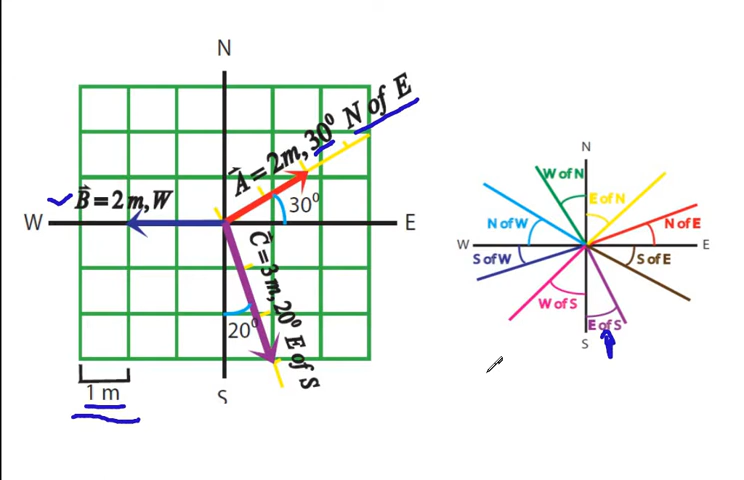 N
A = 2m, 30° N of E
B = 2 m, W
30°
W
E
C = 3 m, 20° E of S
20°
1 m
S
N
W of N
E of N
N of W
N of E
W
E
S of W
S of E
W of S
E of S
S